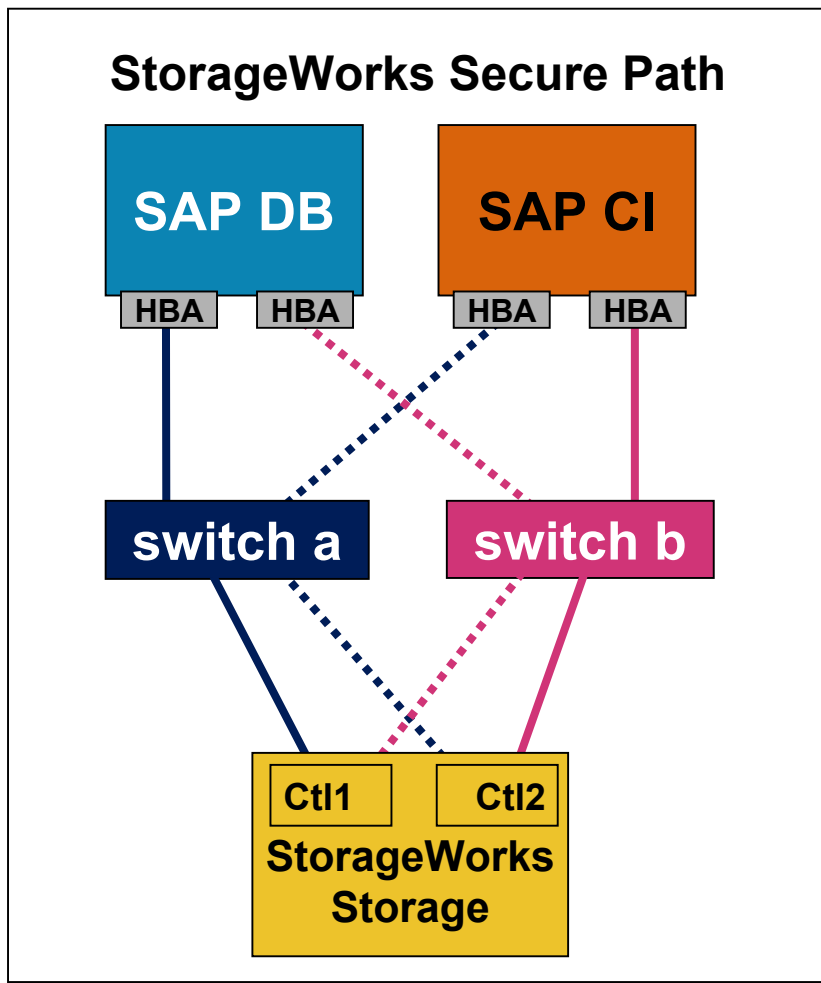 StorageWorks Secure Path
SAP DB
SAP CI
HBA
HBA
HBA
HBA
switch a
switch b
Ctl1
Ctl2
StorageWorks
Storage